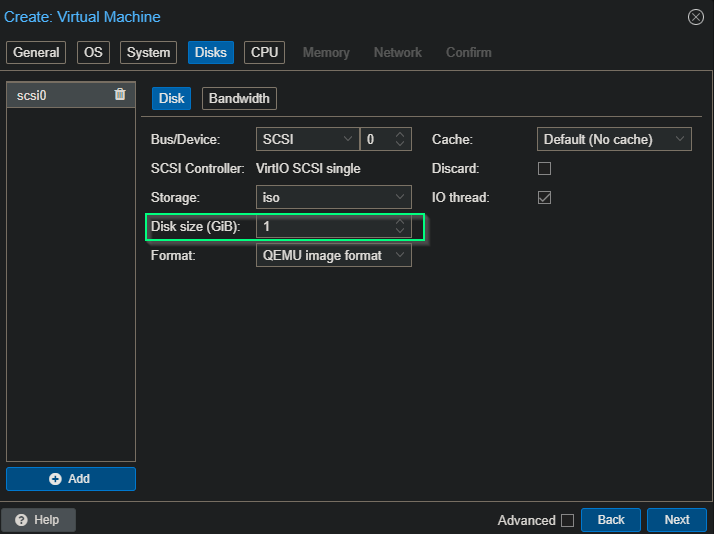 Create: Virtual Machine
General OS System Disks CPU Memory Network Confirm
scsi0
Disk Bandwidth
Bus/Device: SCSI 0 Cache: Default (No cache)
SCSI Controller: VirtIO SCSI single Discard:
Storage: iso IO thread:
Disk size (GiB): 1
Format: QEMU image format
Add
Help Advanced Back Next